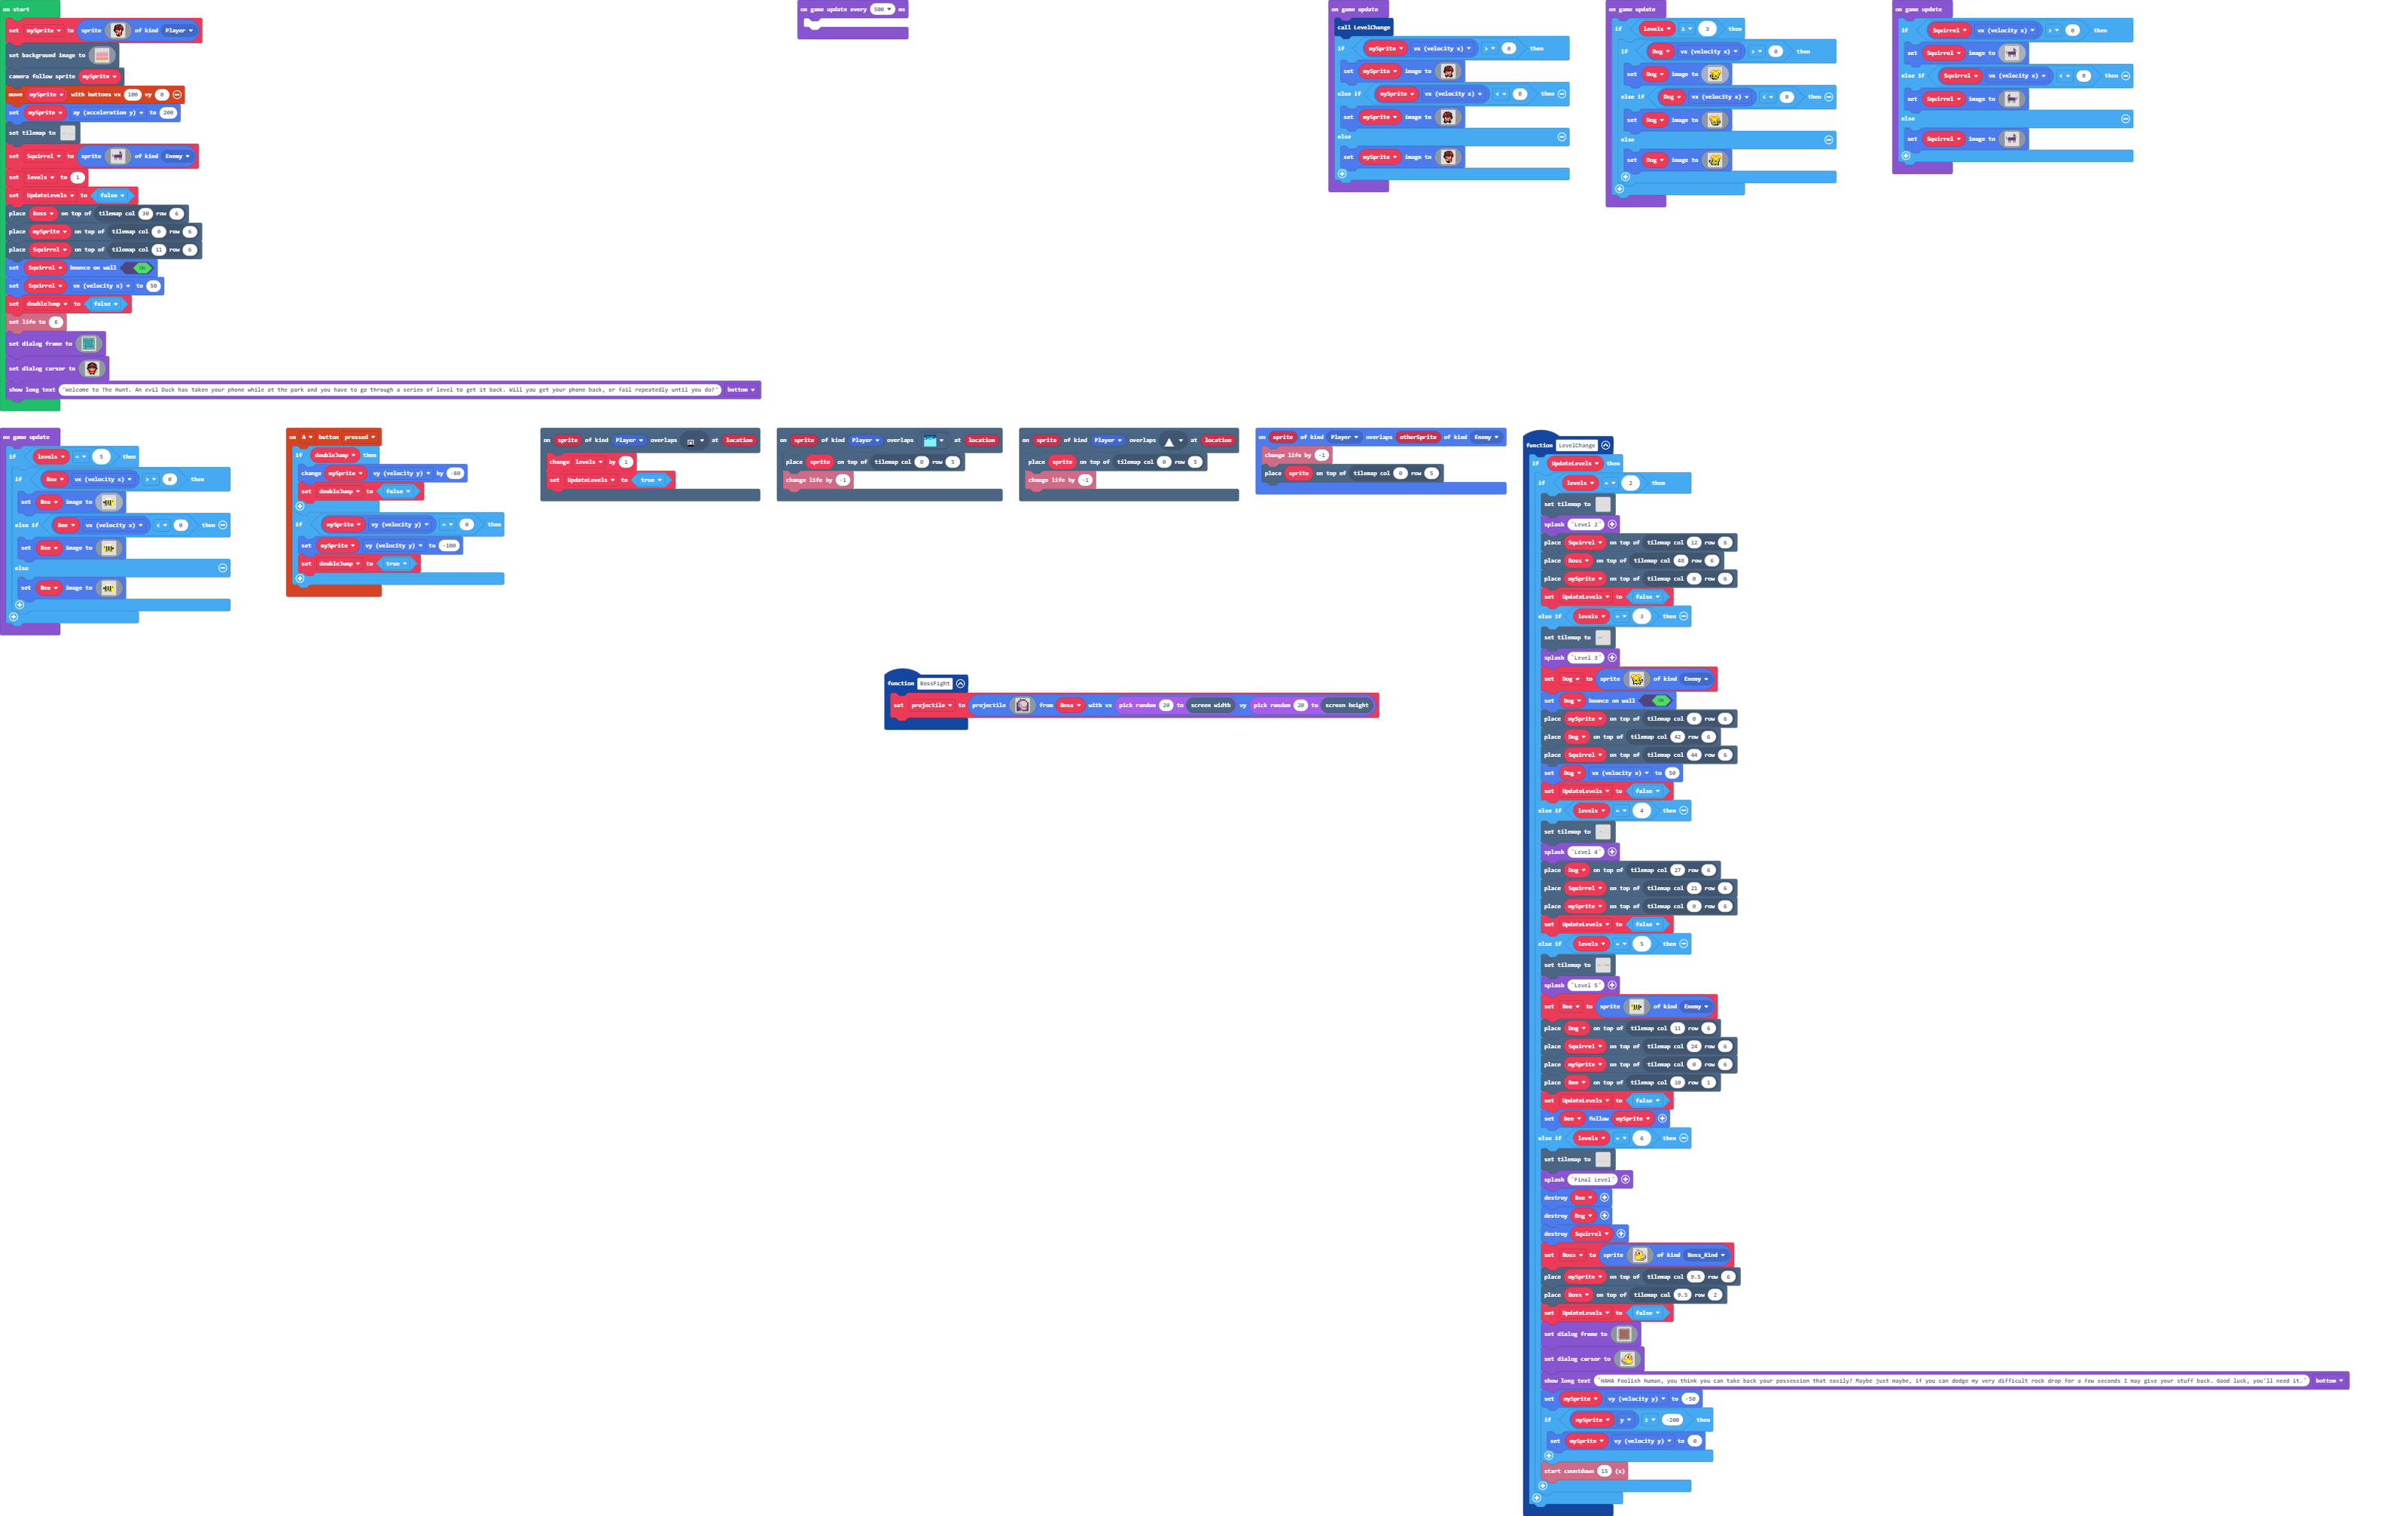 on start
set mySprite to sprite of kind Player
set background image to
camera follow sprite mySprite
move mySprite with buttons vx 100 vy 0
set mySprite ay (acceleration y) to 200
set tilemap to
set Squirrel to sprite of kind Enemy
set levels to 1
set UpdateLevels to false
place Boss on top of tilemap col 30 row 6
place mySprite on top of tilemap col 0 row 6
place Squirrel on top of tilemap col 11 row 6
set Squirrel bounce on wall ON
set Squirrel vx (velocity x) to 50
set doubleJump to false
set life to 6
set dialog frame to
set dialog cursor to
show long text "Welcome to The Hunt. An evil Duck has taken your phone while at the park and you have to go through a series of level to get it back. Will you get your phone back, or fail repeatedly until you do?" bottom
on game update every 500 ms
on game update
call LevelChange
if mySprite vx (velocity x) > 0 then
set mySprite image to
else if mySprite vx (velocity x) < 0 then
set mySprite image to
else
set mySprite image to
on game update
if levels ≥ 3 then
if Dog vx (velocity x) > 0 then
set Dog image to
else if Dog vx (velocity x) < 0 then
set Dog image to
else
set Dog image to
on game update
if Squirrel vx (velocity x) > 0 then
set Squirrel image to
else if Squirrel vx (velocity x) < 0 then
set Squirrel image to
else
set Squirrel image to
on game update
if levels = 5 then
if Bee vx (velocity x) > 0 then
set Bee image to
else if Bee vx (velocity x) < 0 then
set Bee image to
else
set Bee image to
on A button pressed
if doubleJump then
change mySprite vy (velocity y) by -80
set doubleJump to false
if mySprite vy (velocity y) = 0 then
set mySprite vy (velocity y) to -100
set doubleJump to true
on sprite of kind Player overlaps at location
change levels by 1
set UpdateLevels to true
on sprite of kind Player overlaps at location
place sprite on top of tilemap col 0 row 5
change life by -1
on sprite of kind Player overlaps at location
place sprite on top of tilemap col 0 row 5
change life by -1
on sprite of kind Player overlaps otherSprite of kind Enemy
change life by -1
place sprite on top of tilemap col 0 row 5
function BossFight
set projectile to projectile from Boss with vx pick random 20 to screen width vy pick random 20 to screen height
function LevelChange
if UpdateLevels then
if levels = 2 then
set tilemap to
splash "Level 2"
place Squirrel on top of tilemap col 12 row 6
place Boss on top of tilemap col 48 row 6
place mySprite on top of tilemap col 0 row 6
set UpdateLevels to false
else if levels = 3 then
set tilemap to
splash "Level 3"
set Dog to sprite of kind Enemy
set Dog bounce on wall ON
place mySprite on top of tilemap col 0 row 6
place Dog on top of tilemap col 42 row 6
place Squirrel on top of tilemap col 44 row 6
set Dog vx (velocity x) to 50
set UpdateLevels to false
else if levels = 4 then
set tilemap to
splash "Level 4"
place Dog on top of tilemap col 27 row 6
place Squirrel on top of tilemap col 21 row 6
place mySprite on top of tilemap col 0 row 6
set UpdateLevels to false
else if levels = 5 then
set tilemap to
splash "Level 5"
set Bee to sprite of kind Enemy
place Dog on top of tilemap col 11 row 6
place Squirrel on top of tilemap col 24 row 6
place mySprite on top of tilemap col 0 row 6
place Bee on top of tilemap col 10 row 1
set UpdateLevels to false
set Bee follow mySprite
else if levels = 6 then
set tilemap to
splash "Final Level"
destroy Bee
destroy Dog
destroy Squirrel
set Boss to sprite of kind Boss_Kind
place mySprite on top of tilemap col 9.5 row 6
place Boss on top of tilemap col 9.5 row 2
set UpdateLevels to false
set dialog frame to
set dialog cursor to
show long text "HAHA Foolish human, you think you can take back your possession that easily? Maybe just maybe, if you can dodge my very difficult rock drop for a few seconds I may give your stuff back. Good luck, you'll need it." bottom
set mySprite vy (velocity y) to -50
if mySprite y ≥ -200 then
set mySprite vy (velocity y) to 0
start countdown 15 (s)